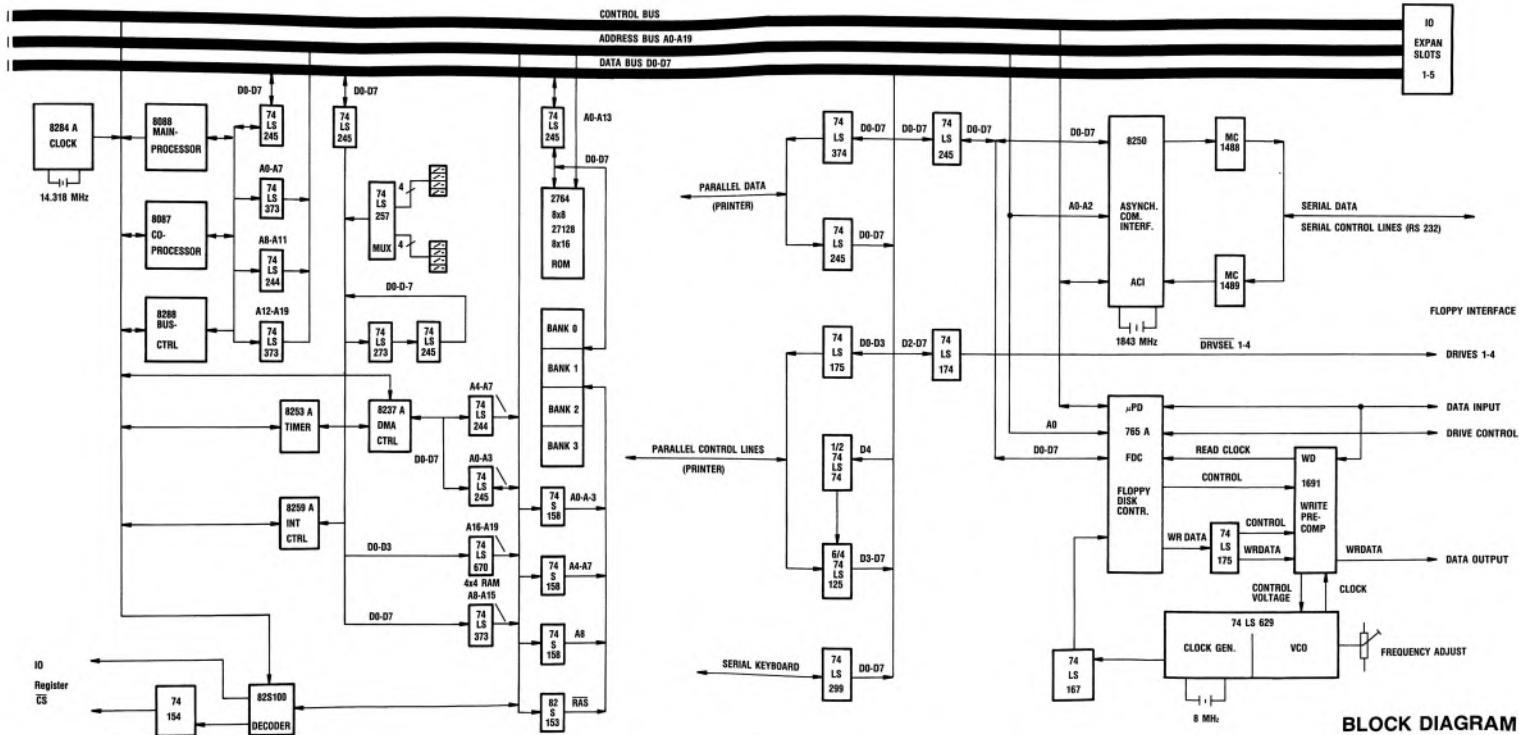 CONTROL BUS
ADDRESS BUS A0-A19
DATA BUS D0-D7
IO
EXPAN
SLOTS
1-5
8284 A
CLOCK
14.318 MHz
8088
MAIN-
PROCESSOR
8087
CO-
PROCESSOR
8288
BUS-
CTRL
D0-D7
74
LS
245
A0-A7
74
LS
373
A8-A11
74
LS
244
A12-A19
74
LS
373
D0-D7
74
LS
245
74
LS
257
MUX
4
4
D0-D-7
74
LS
273
74
LS
245
8253 A
TIMER
8237 A
DMA
CTRL
8259 A
INT
CTRL
D0-D7
A4-A7
74
LS
244
A0-A3
74
LS
245
A16-A19
D0-D3
74
LS
670
4x4 RAM
A8-A15
D0-D7
74
LS
373
IO
Register
CS
74
154
82S100
DECODER
74
LS
245
A0-A13
D0-D7
2764
8x8
27128
8x16
ROM
BANK 0
BANK 1
BANK 2
BANK 3
74
S
158
A0-A-3
74
S
158
A4-A7
74
S
158
A8
82
S
153
RAS
PARALLEL DATA
(PRINTER)
74
LS
374
D0-D7
D0-D7
74
LS
245
D0-D7
74
LS
245
D0-D7
PARALLEL CONTROL LINES
(PRINTER)
74
LS
175
D0-D3
D2-D7
74
LS
174
1/2
74
LS
74
D4
6/4
74
LS
125
D3-D7
SERIAL KEYBOARD
74
LS
299
D0-D7
D0-D7
A0-A2
8250
ASYNCH.
COM.
INTERF.
ACI
1843 MHz
MC
1488
MC
1489
SERIAL DATA
SERIAL CONTROL LINES (RS 232)
FLOPPY INTERFACE
DRVSEL 1-4
DRIVES 1-4
A0
D0-D7
µPD
765 A
FDC
FLOPPY
DISK
CONTR.
DATA INPUT
DRIVE CONTROL
READ CLOCK
CONTROL
WD
1691
WRITE
PRE-
COMP
WR DATA
74
LS
175
CONTROL
WRDATA
WRDATA
DATA OUTPUT
CONTROL
VOLTAGE
CLOCK
74 LS 629
CLOCK GEN.
VCO
FREQUENCY ADJUST
74
LS
167
8 MHz
BLOCK DIAGRAM